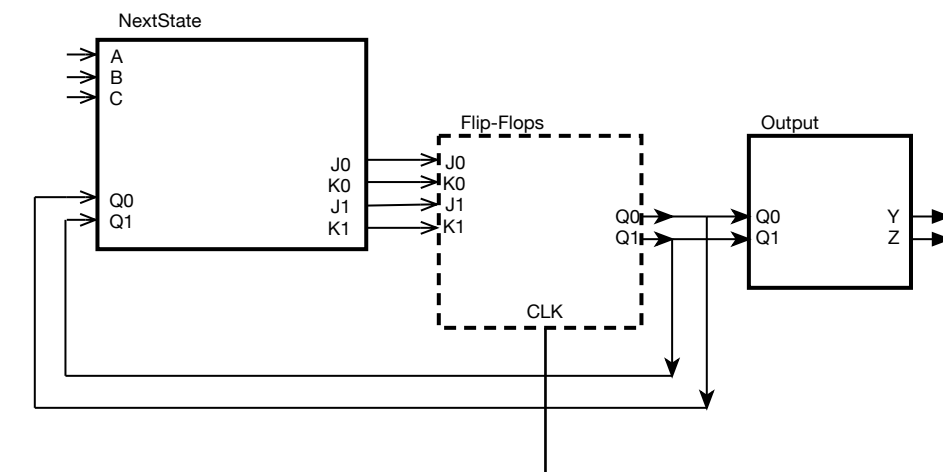 NextState
A
B
C
J0
K0
J1
K1
Q0
Q1
Flip-Flops
J0
K0
J1
K1
Q0
Q1
CLK
Output
Q0
Q1
Y
Z